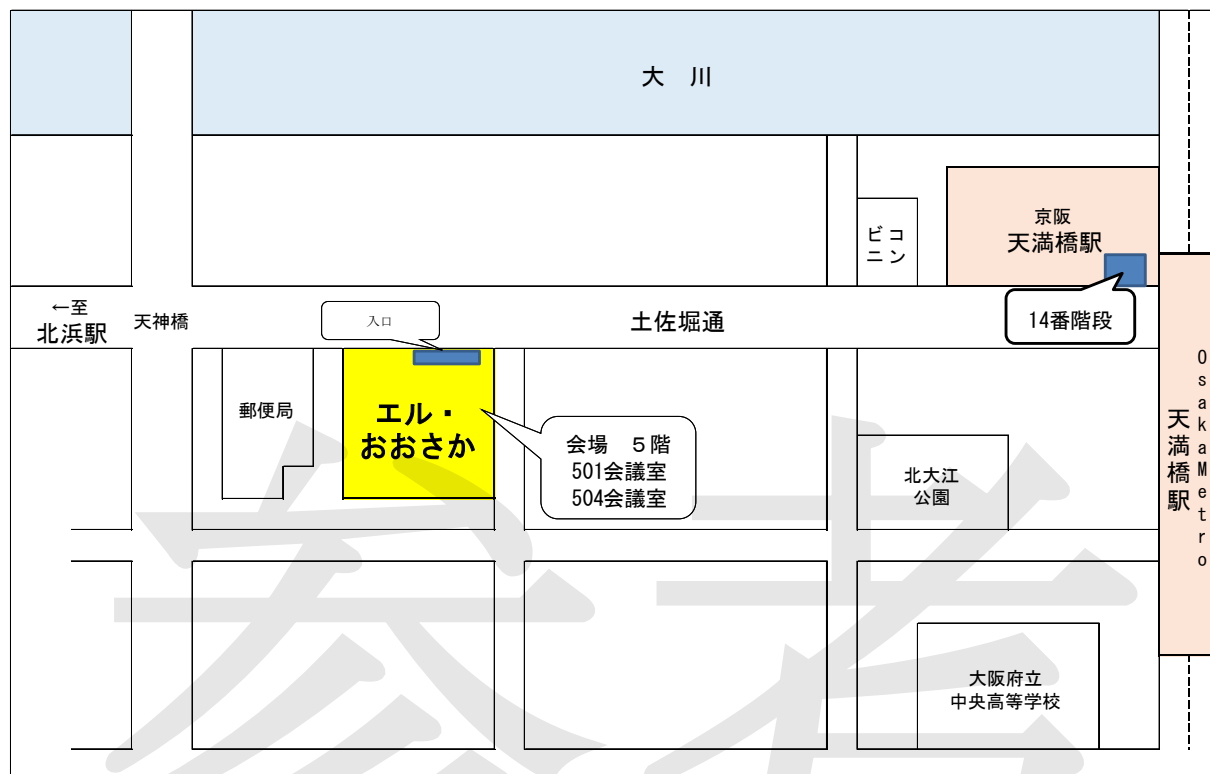 大　川
京阪
天満橋駅
コンビニ
←至
北浜駅
天神橋
入口
土佐堀通
14番階段
郵便局
エル・
おおさか
会場　５階
501会議室
504会議室
北大江
公園
OsakaMetro
天満橋駅
大阪府立
中央高等学校
参考